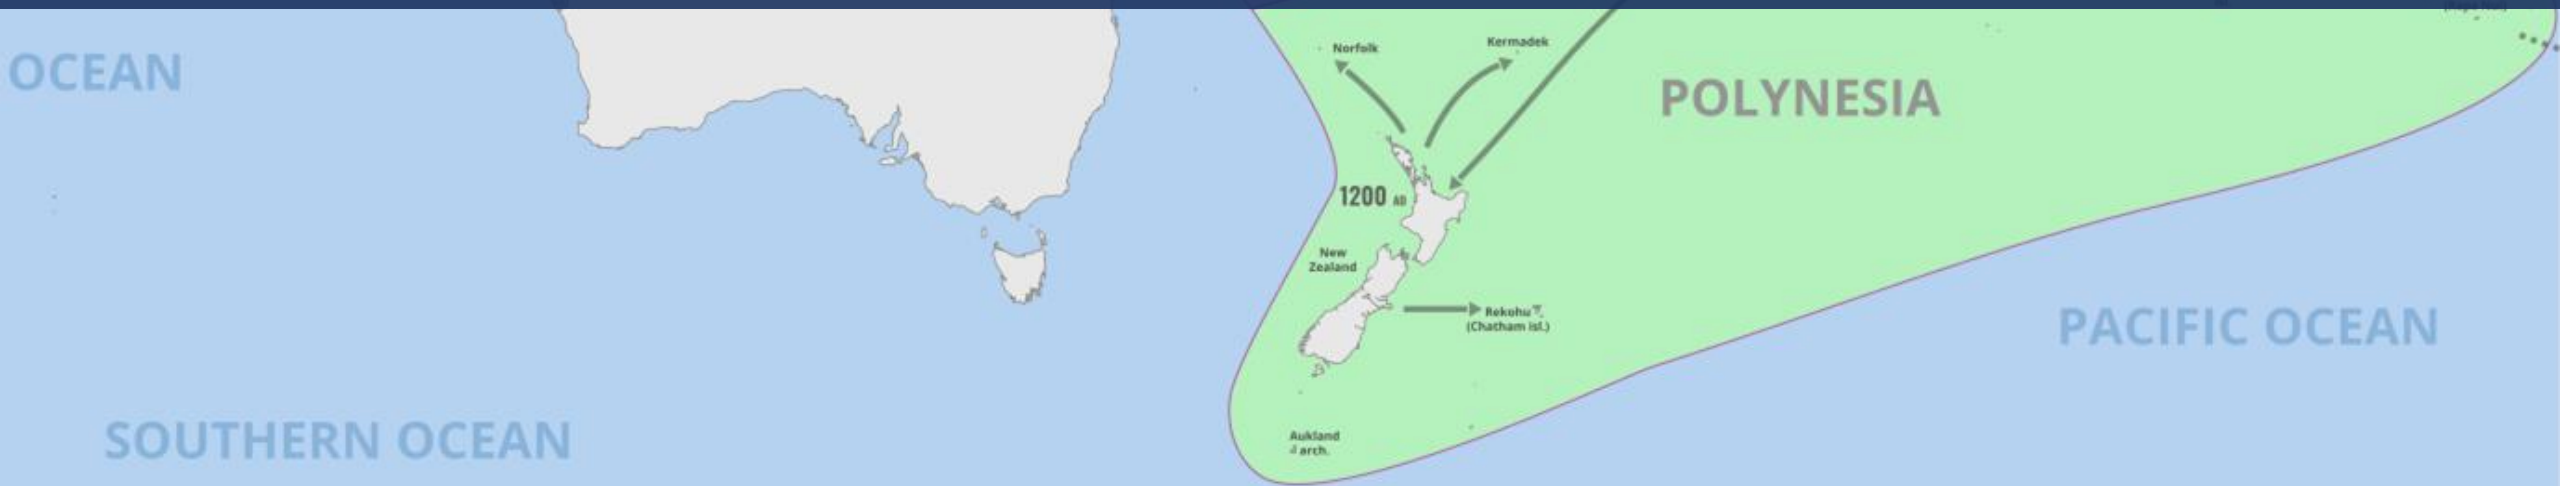 OCEAN
Norfolk
Kermadek
POLYNESIA
1200 AD
New
Zealand
Rekohu
(Chatham isl.)
PACIFIC OCEAN
SOUTHERN OCEAN
Aukland
arch.